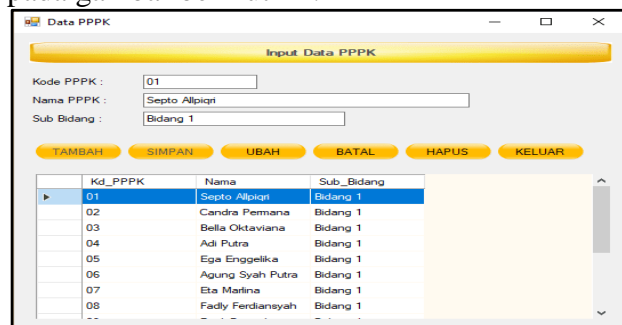 Data PPPK
Input Data PPPK
Kode PPPK : 01
Nama PPPK : Septo Allpiqri
Sub Bidang : Bidang 1
TAMBAH SIMPAN UBAH BATAL HAPUS KELUAR
Kd_PPPK Nama Sub_Bidang
01 Septo Allpiqri Bidang 1
02 Candra Permana Bidang 1
03 Bella Oktaviana Bidang 1
04 Adi Putra Bidang 1
05 Ega Enggelika Bidang 1
06 Agung Syah Putra Bidang 1
07 Eta Marlina Bidang 1
08 Fadly Ferdiansyah Bidang 1